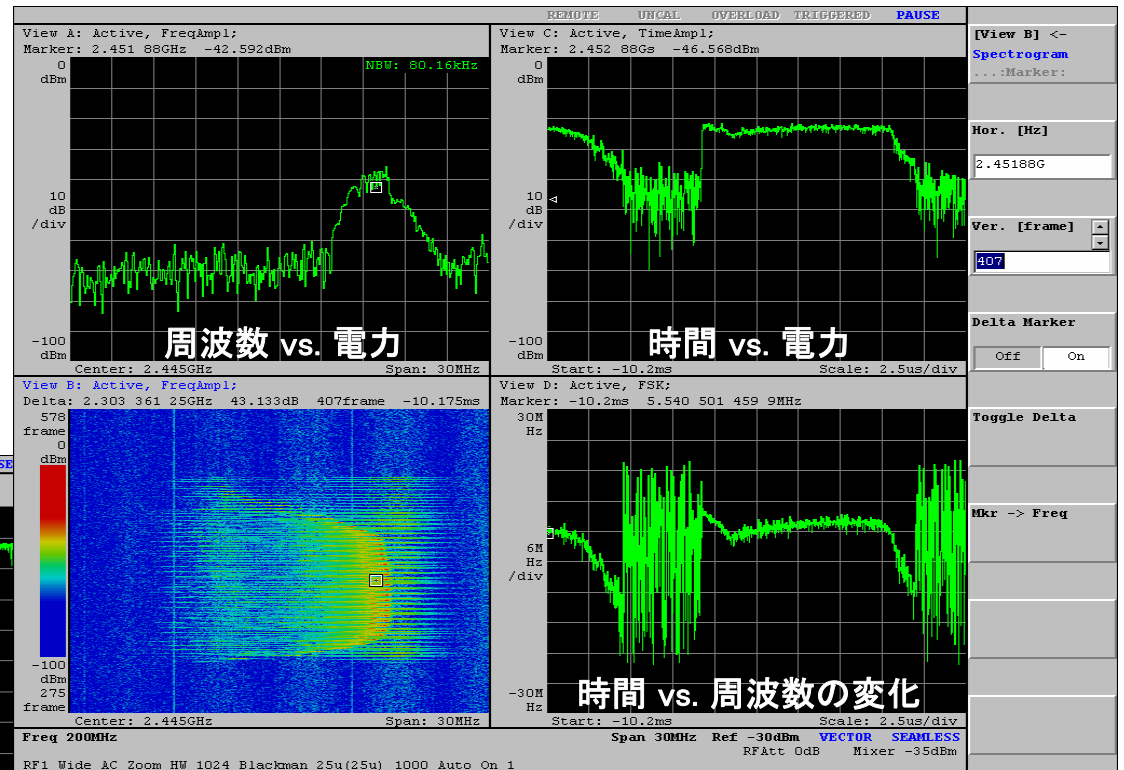 REMOTE UNCAL OVERLOAD TRIGGERED PAUSE
View A: Active, FreqAmpl;
Marker: 2.451 88GHz -42.592dBm
0
dBm
NBW: 80.16kHz
10
dB
/div
-100
dBm
周波数 vs. 電力
Center: 2.445GHz Span: 30MHz
View C: Active, TimeAmpl;
Marker: 2.452 88Gs -46.568dBm
0
dBm
10
dB
/div
-100
dBm
時間 vs. 電力
Start: -10.2ms Scale: 2.5us/div
View B: Active, FreqAmpl;
Delta: 2.303 361 25GHz 43.133dB 407frame -10.175ms
578
frame
0
dBm
-100
dBm
275
frame
Center: 2.445GHz Span: 30MHz
View D: Active, FSK;
Marker: -10.2ms 5.540 501 459 9MHz
30M
Hz
6M
Hz
/div
-30M
Hz
時間 vs. 周波数の変化
Start: -10.2ms Scale: 2.5us/div
Freq 200MHz Span 30MHz Ref -30dBm VECTOR SEAMLESS
RFAtt 0dB Mixer -35dBm
RF1 Wide AC Zoom HW 1024 Blackman 25u(25u) 1000 Auto On 1
[View B] <-
Spectrogram
...:Marker:
Hor. [Hz]
2.45188G
Ver. [frame]
407
Delta Marker
Off On
Toggle Delta
Mkr -> Freq
SE